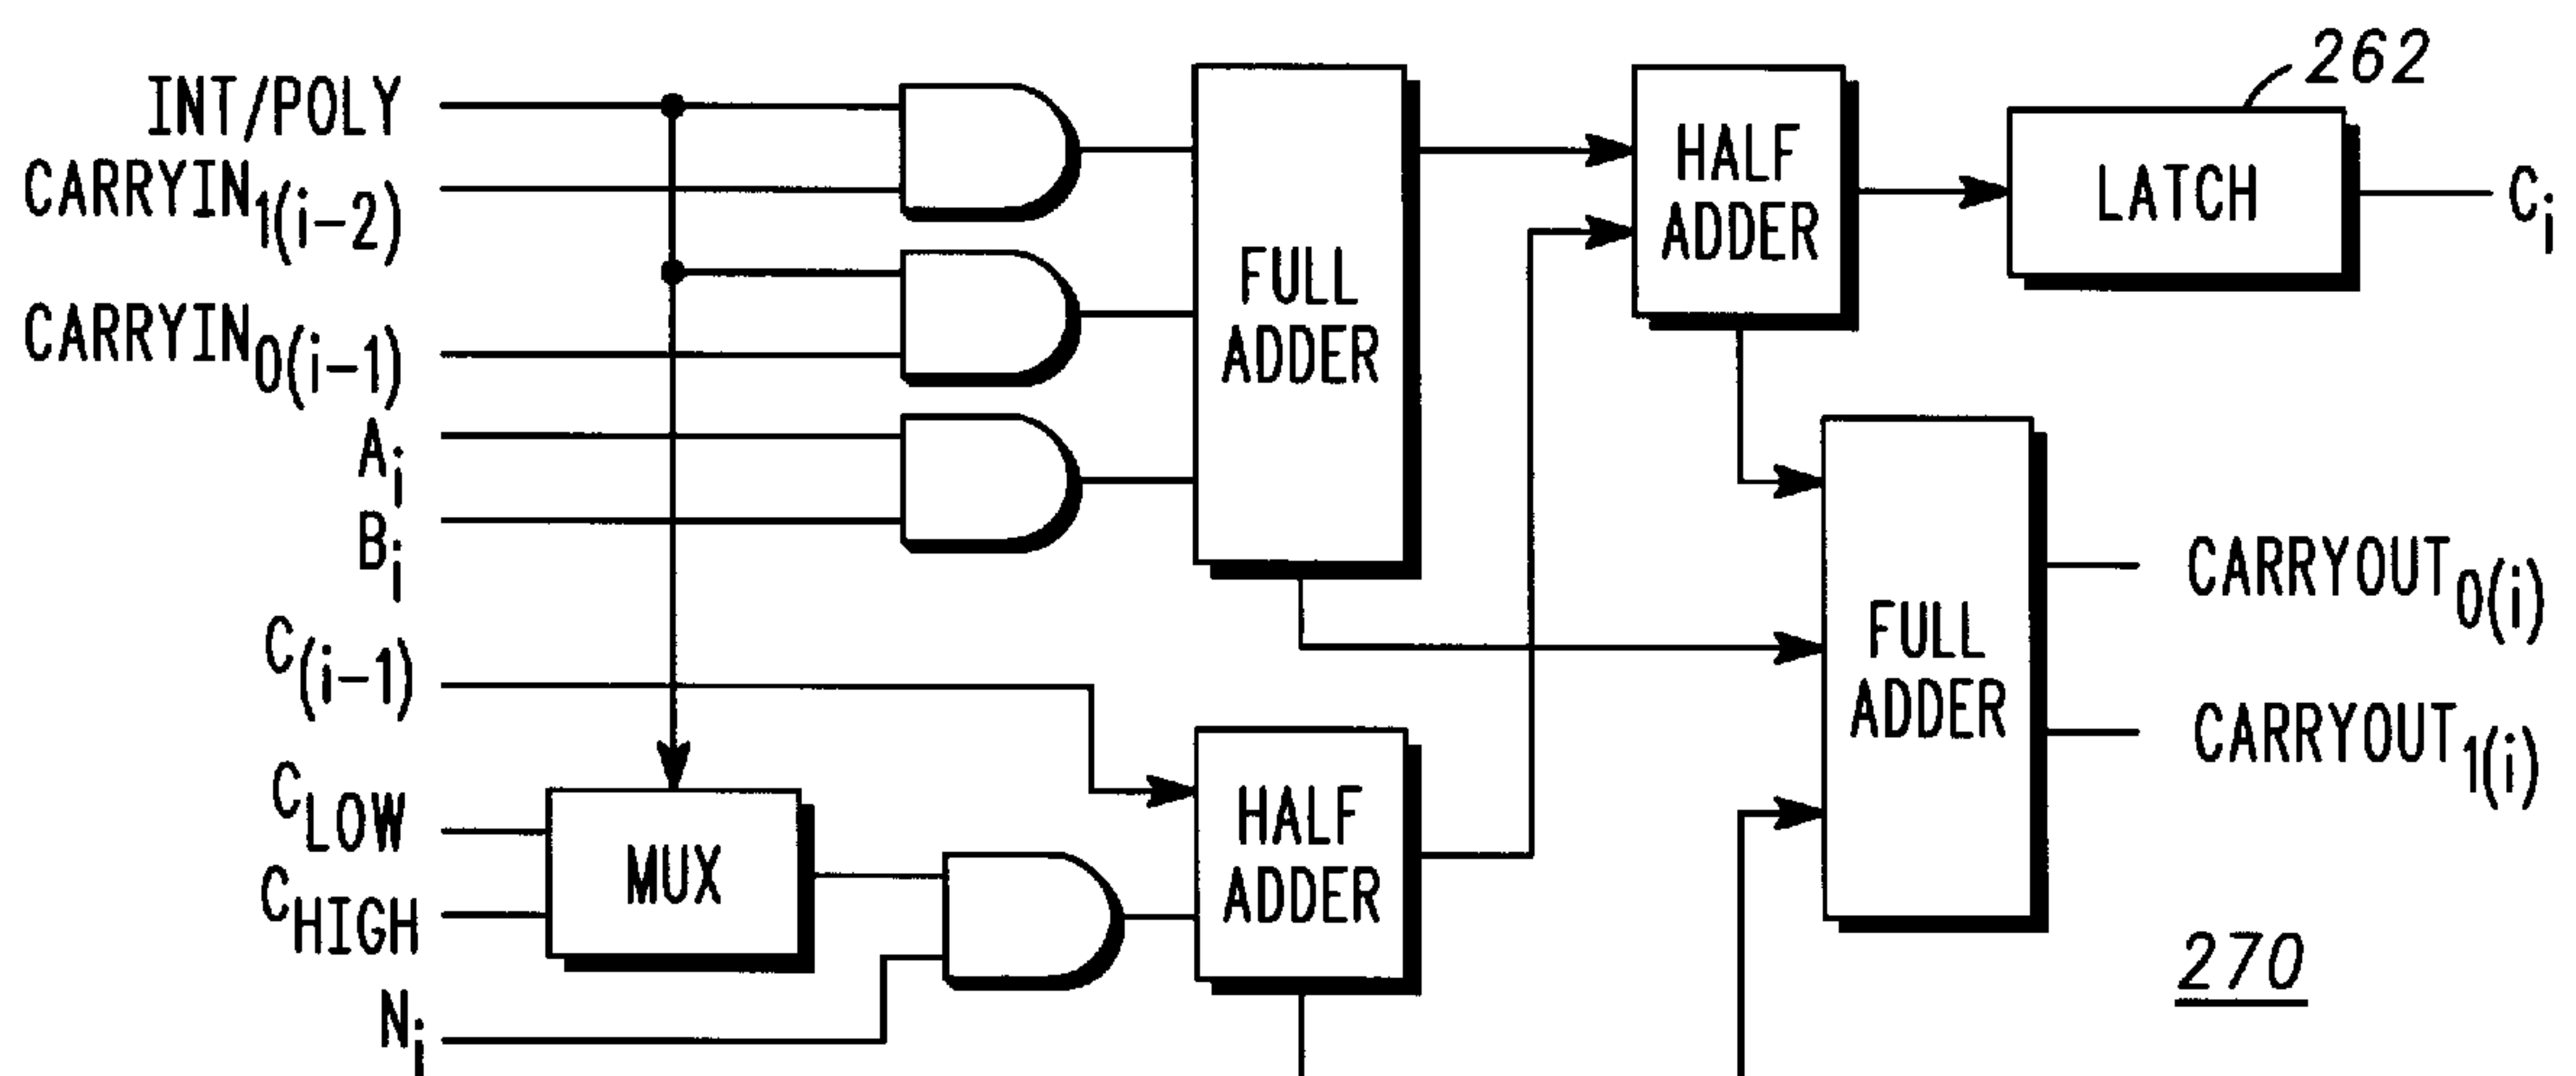 INT/POLY
CARRYIN1(i-2)
CARRYIN0(i-1)
Ai
Bi
C(i-1)
CLOW
CHIGH
Ni
MUX
FULL
ADDER
HALF
ADDER
HALF
ADDER
262
LATCH
Ci
FULL
ADDER
CARRYOUT0(i)
CARRYOUT1(i)
270